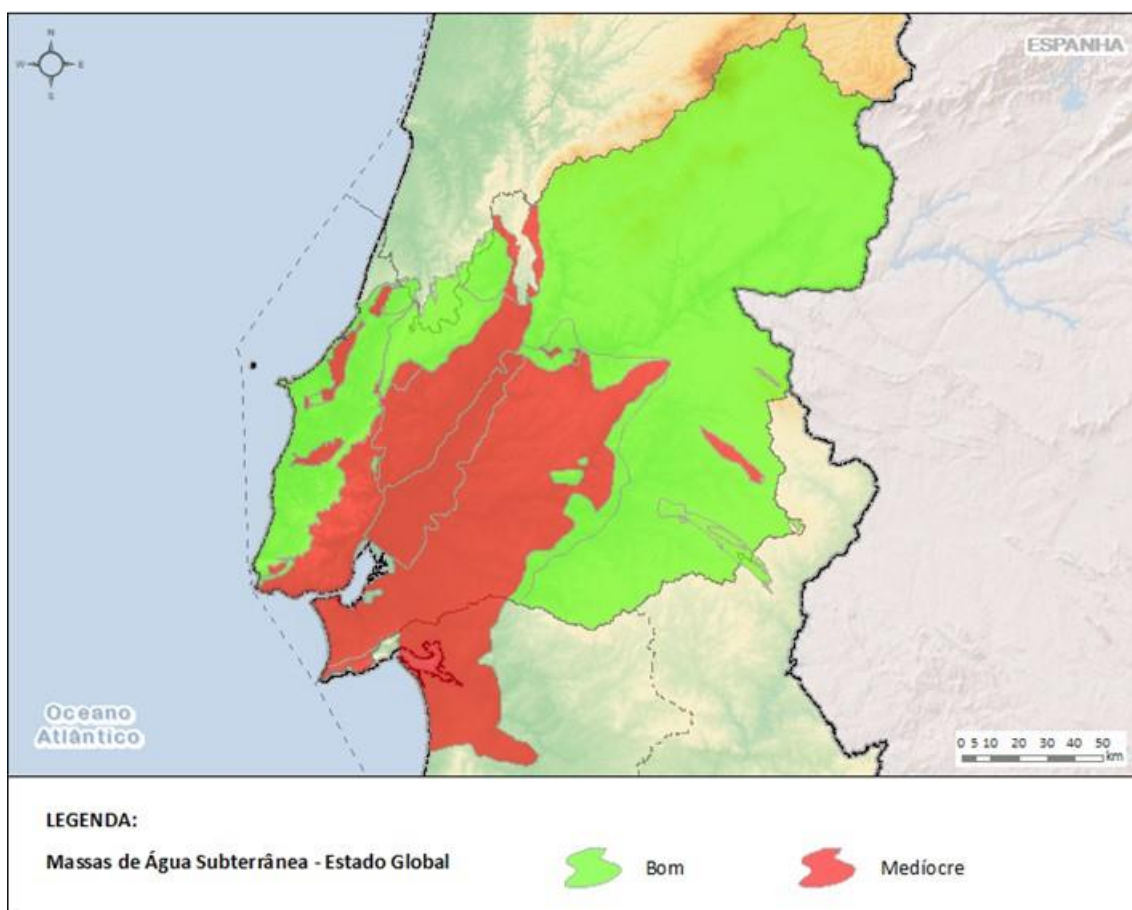 N
W E
S
ESPANHA
Oceano
Atlântico
0 5 10 20 30 40 50
km
LEGENDA:
Massas de Água Subterrânea - Estado Global
Bom
Medíocre